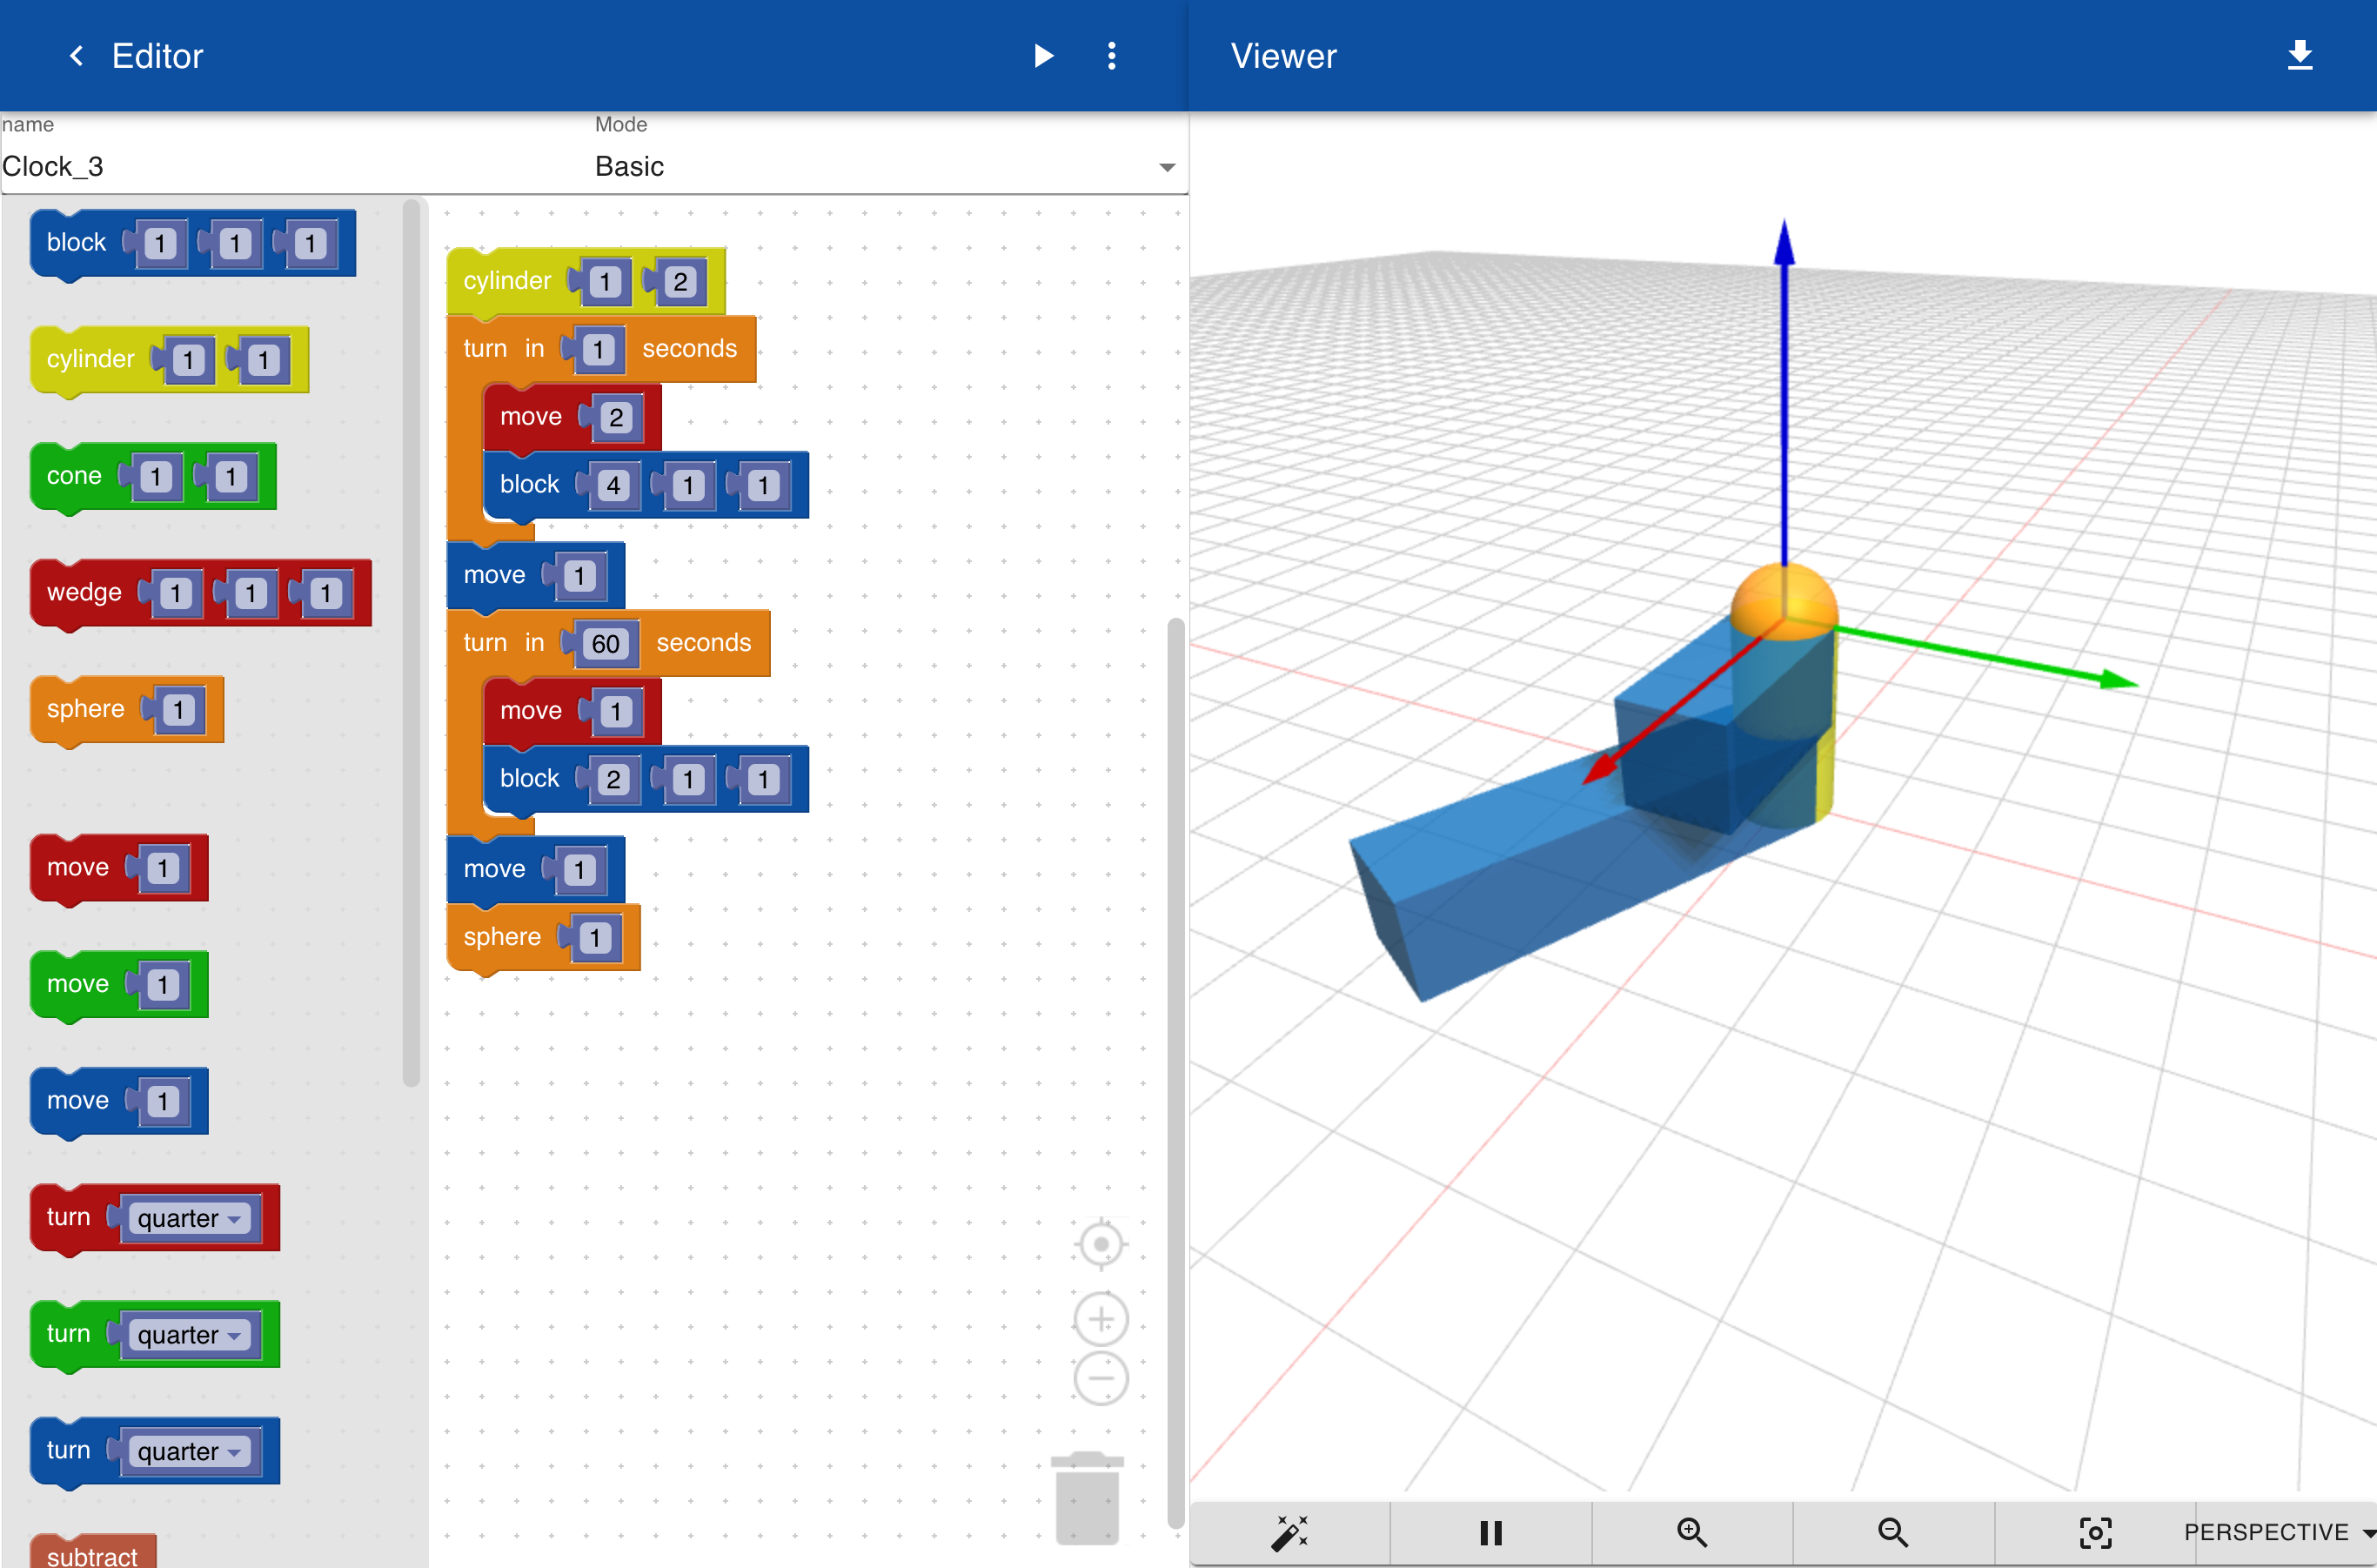 Editor
Viewer
name
Mode
Clock_3
Basic
block 1 1 1
cylinder 1 1
cone 1 1
wedge 1 1 1
sphere 1
move 1
move 1
move 1
turn quarter
turn quarter
turn quarter
subtract
cylinder 1 2
turn in 1 seconds
move 2
block 4 1 1
move 1
turn in 60 seconds
move 1
block 2 1 1
move 1
sphere 1
PERSPECTIVE